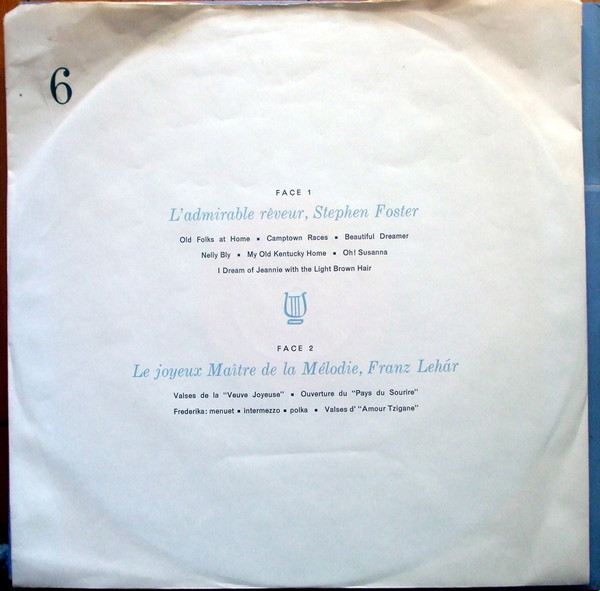 6
FACE 1
L'admirable rêveur, Stephen Foster
Old Folks at Home ▪ Camptown Races ▪ Beautiful Dreamer
Nelly Bly ▪ My Old Kentucky Home ▪ Oh! Susanna
I Dream of Jeannie with the Light Brown Hair
FACE 2
Le joyeux Maître de la Mélodie, Franz Lehár
Valses de la "Veuve Joyeuse" ▪ Ouverture du "Pays du Sourire"
Frederika: menuet ▪ intermezzo ▪ polka ▪ Valses d' "Amour Tzigane"